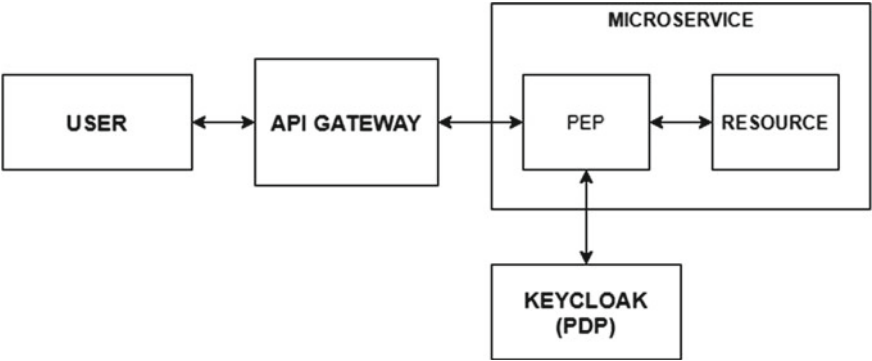 MICROSERVICE
USER
API GATEWAY
PEP
RESOURCE
KEYCLOAK
(PDP)